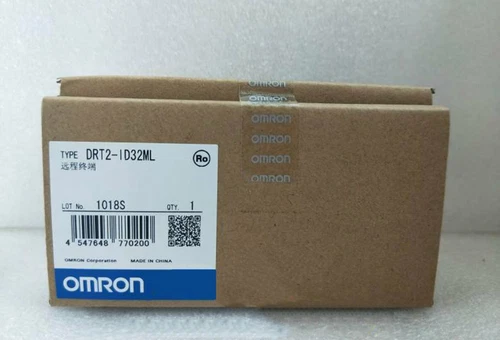 OMRON
OMRON
OMRON
OMRON
OMRON
TYPE DRT2-ID32ML
远程终端
Ro
LOT No. 1018S QTY. 1
4 547648 770200
OMRON Corporation MADE IN CHINA
OMRON